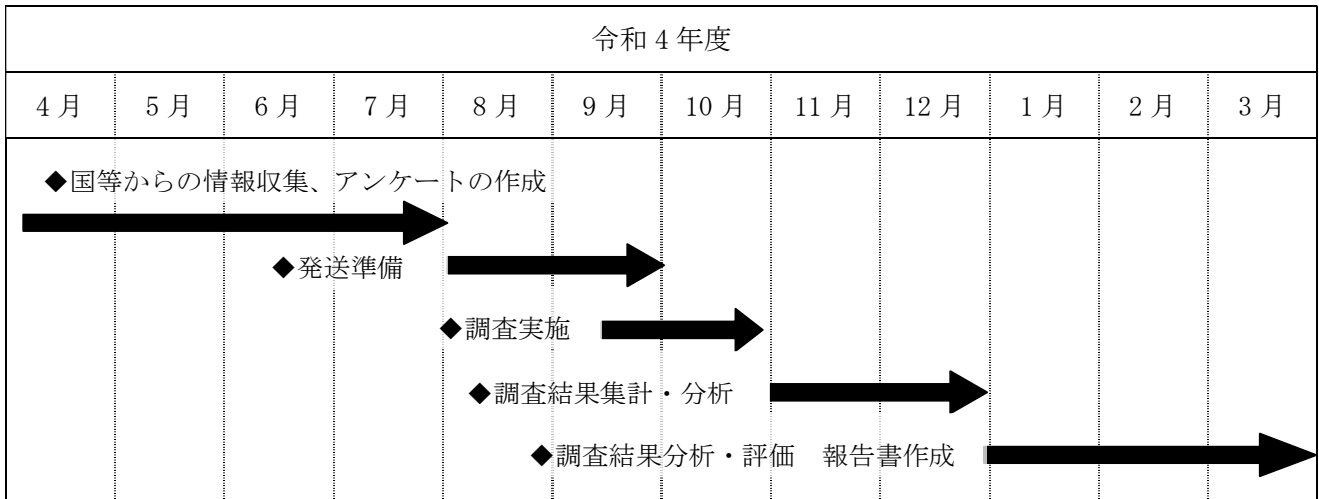 令和4年度
4月 5月 6月 7月 8月 9月 10月 11月 12月 1月 2月 3月
◆国等からの情報収集、アンケートの作成
◆発送準備
◆調査実施
◆調査結果集計・分析
◆調査結果分析・評価　報告書作成